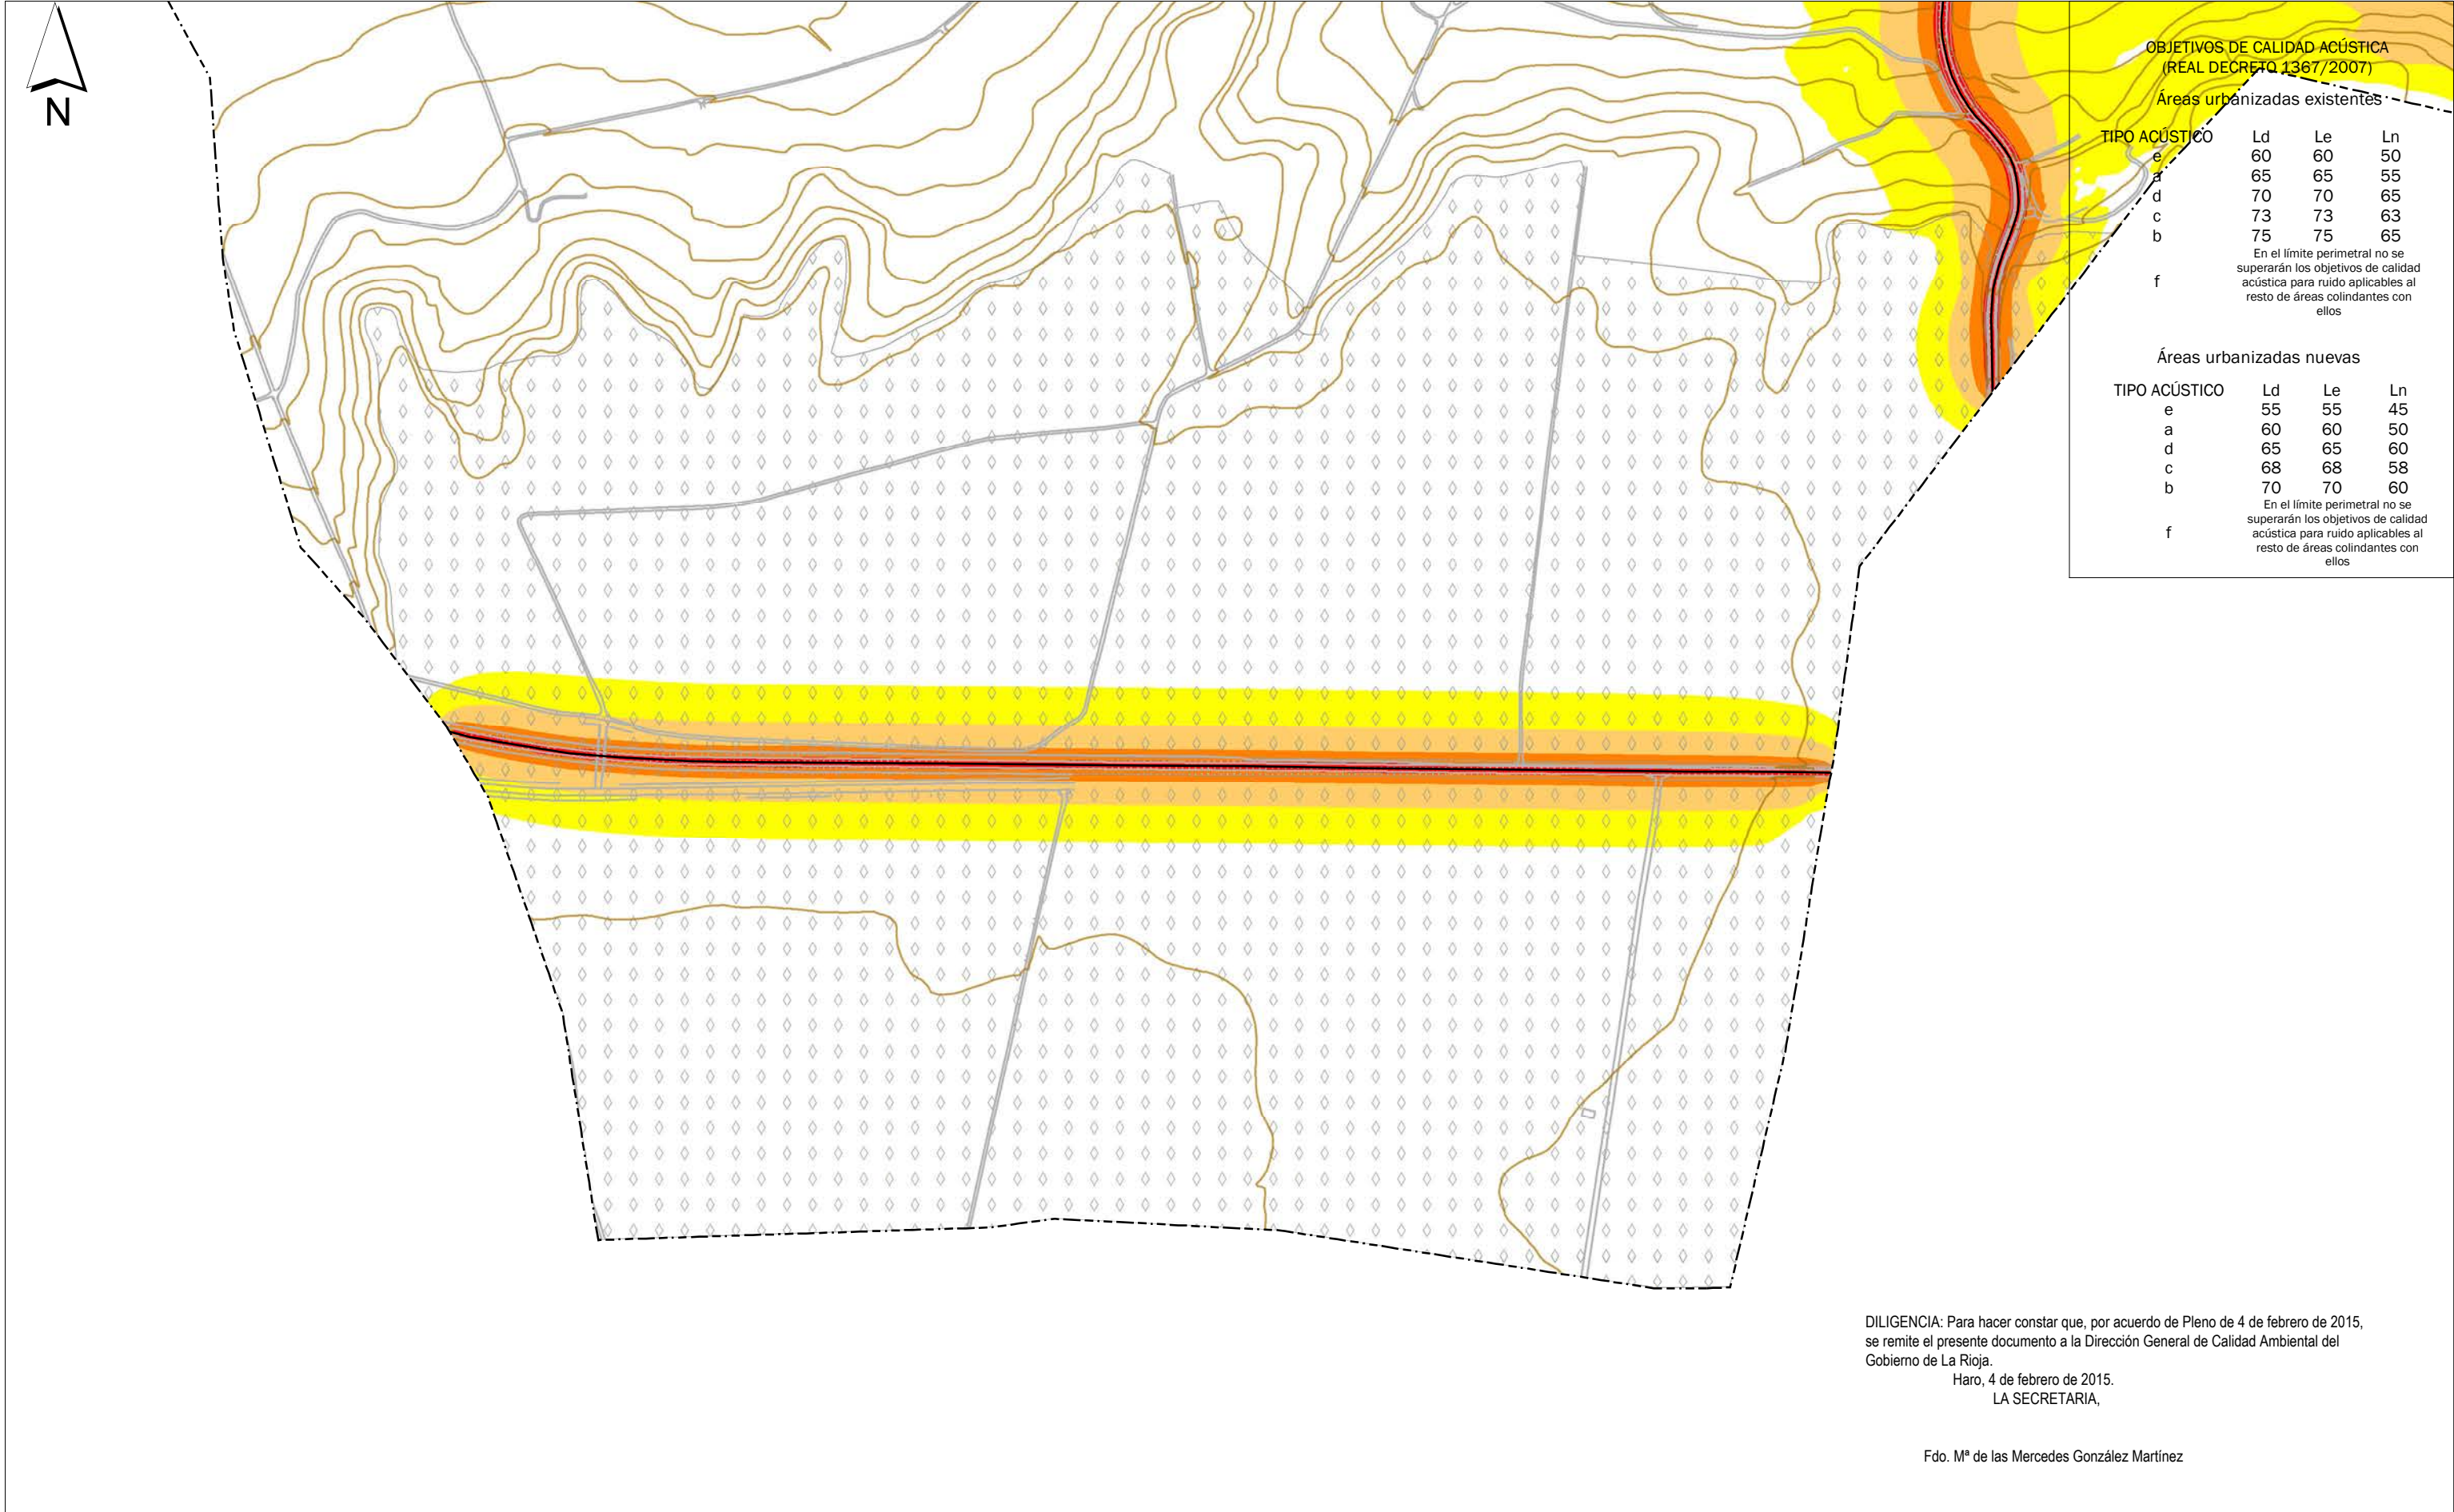 N
OBJETIVOS DE CALIDAD ACÚSTICA
(REAL DECRETO 1367/2007)
Áreas urbanizadas existentes
TIPO ACÚSTICO Ld Le Ln
e 60 60 50
a 65 65 55
d 70 70 65
c 73 73 63
b 75 75 65
En el límite perimetral no se
superarán los objetivos de calidad
f acústica para ruido aplicables al
resto de áreas colindantes con
ellos
Áreas urbanizadas nuevas
TIPO ACÚSTICO Ld Le Ln
e 55 55 45
a 60 60 50
d 65 65 60
c 68 68 58
b 70 70 60
En el límite perimetral no se
superarán los objetivos de calidad
f acústica para ruido aplicables al
resto de áreas colindantes con
ellos
DILIGENCIA: Para hacer constar que, por acuerdo de Pleno de 4 de febrero de 2015,
se remite el presente documento a la Dirección General de Calidad Ambiental del
Gobierno de La Rioja.
Haro, 4 de febrero de 2015.
LA SECRETARIA,
Fdo. Mª de las Mercedes González Martínez